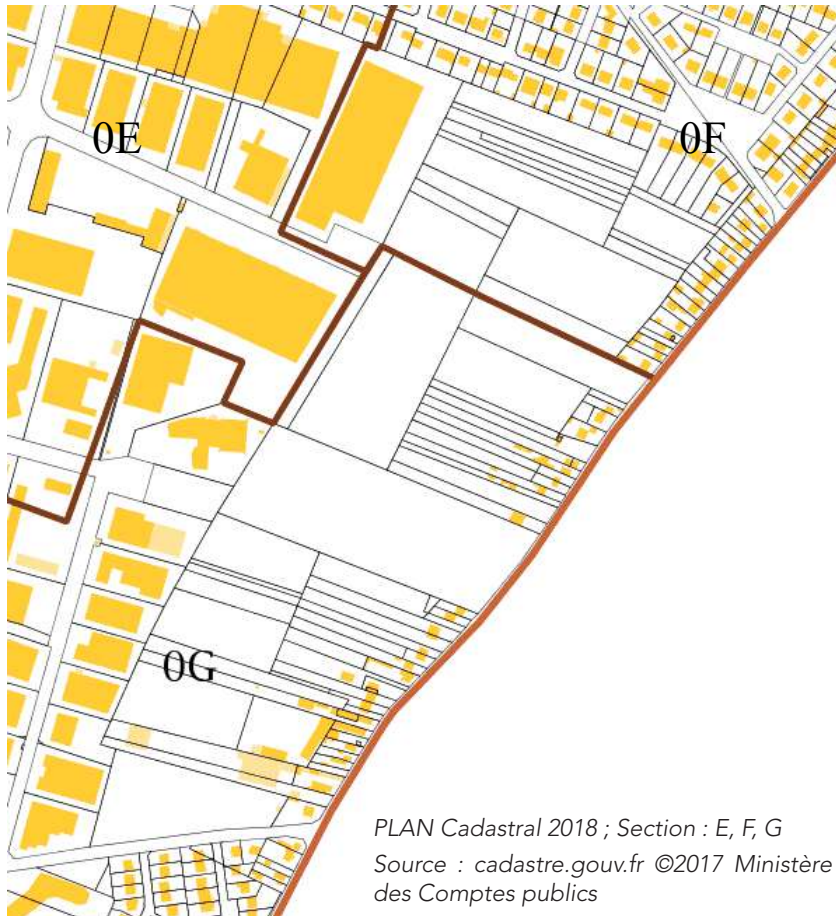 0E
0F
0G
PLAN Cadastral 2018 ; Section : E, F, G
Source : cadastre.gouv.fr ©2017 Ministère
des Comptes publics